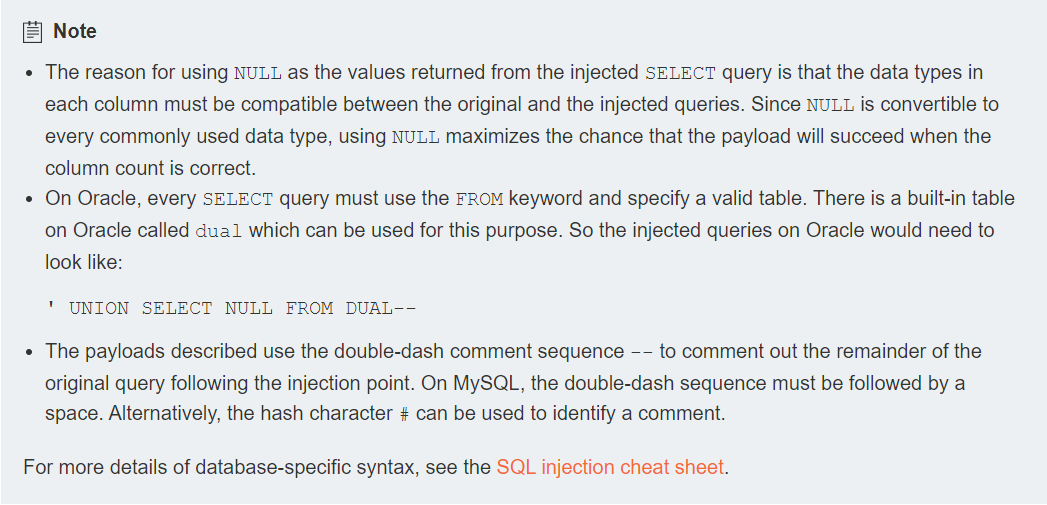 Note
• The reason for using NULL as the values returned from the injected SELECT query is that the data types in
each column must be compatible between the original and the injected queries. Since NULL is convertible to
every commonly used data type, using NULL maximizes the chance that the payload will succeed when the
column count is correct.
• On Oracle, every SELECT query must use the FROM keyword and specify a valid table. There is a built-in table
on Oracle called dual which can be used for this purpose. So the injected queries on Oracle would need to
look like:
' UNION SELECT NULL FROM DUAL--
• The payloads described use the double-dash comment sequence -- to comment out the remainder of the
original query following the injection point. On MySQL, the double-dash sequence must be followed by a
space. Alternatively, the hash character # can be used to identify a comment.
For more details of database-specific syntax, see the SQL injection cheat sheet.